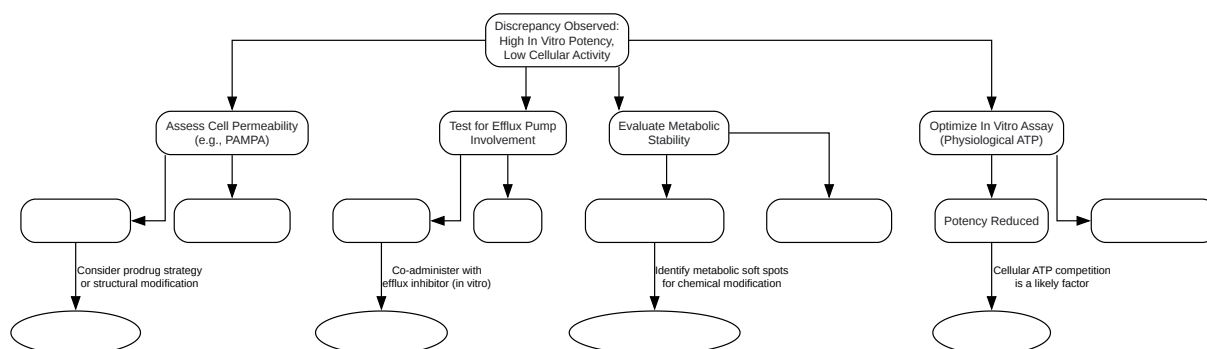 Discrepancy Observed:
High In Vitro Potency,
Low Cellular Activity
Assess Cell Permeability
(e.g., PAMPA)
Test for Efflux Pump
Involvement
Evaluate Metabolic
Stability
Optimize In Vitro Assay
(Physiological ATP)
Potency Reduced
Consider prodrug strategy
or structural modification
Co-administer with
efflux inhibitor (in vitro)
Identify metabolic soft spots
for chemical modification
Cellular ATP competition
is a likely factor